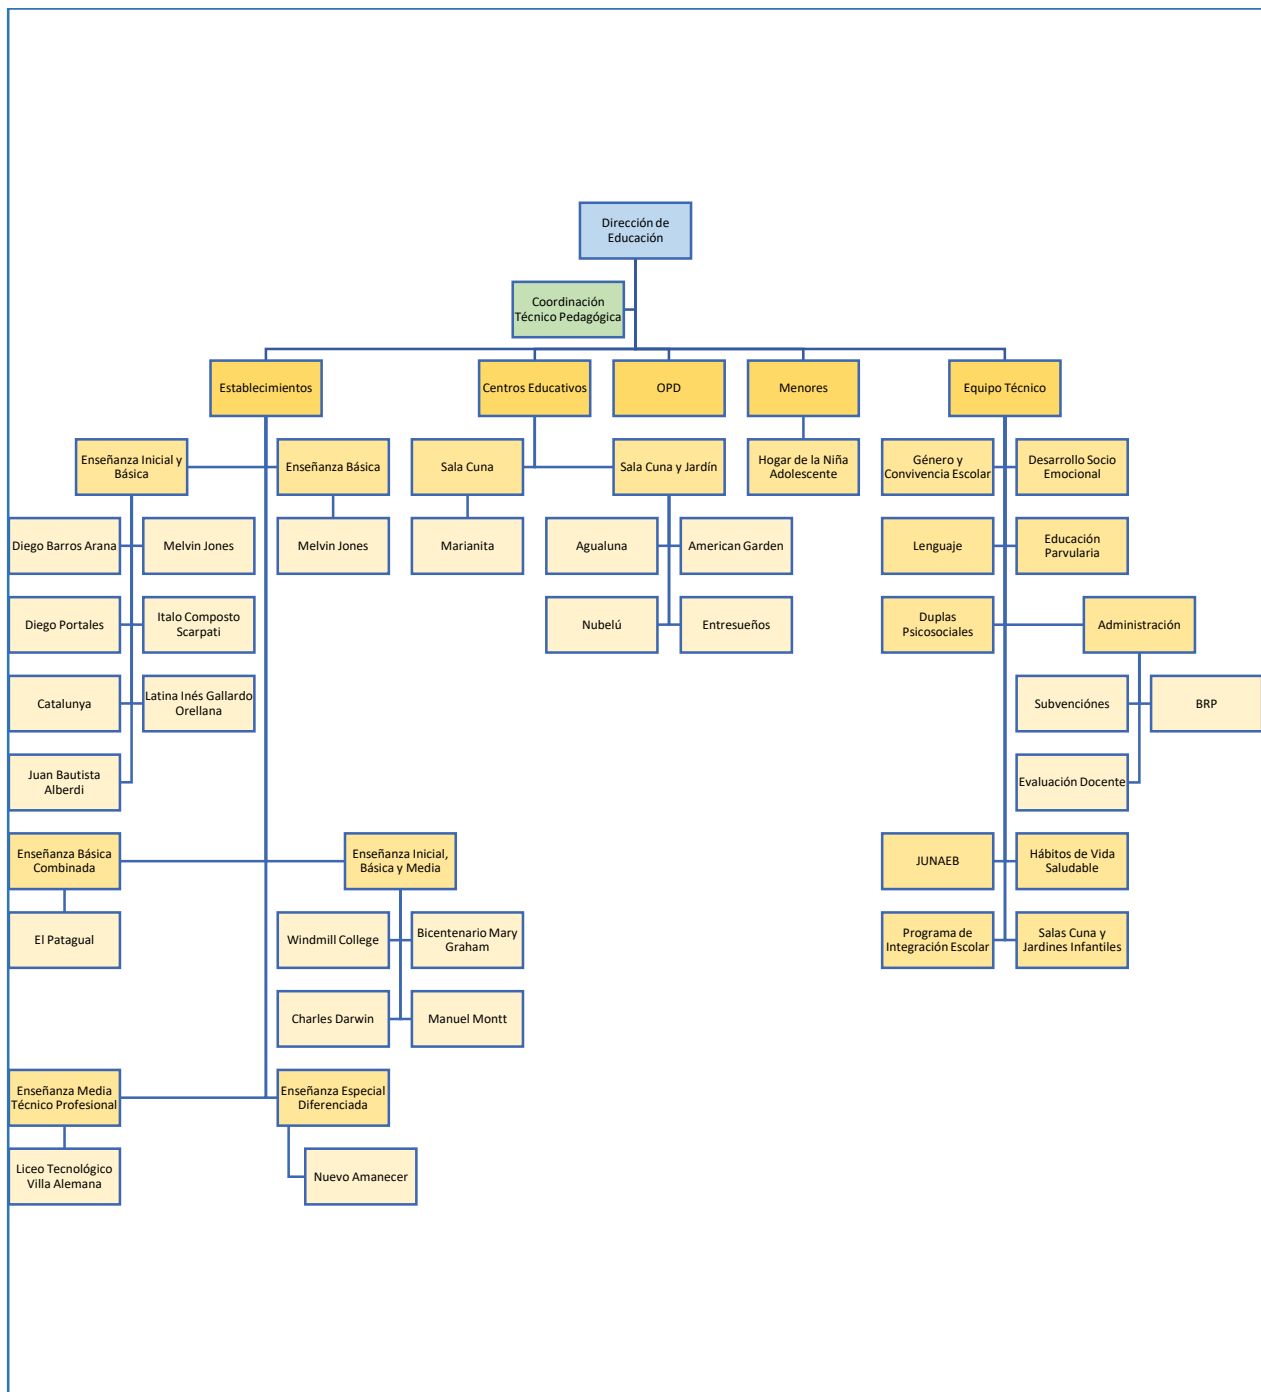 Dirección de
Educación
Coordinación
Técnico Pedagógica
Establecimientos
Centros Educativos
OPD
Menores
Equipo Técnico
Enseñanza Inicial y
Básica
Enseñanza Básica
Sala Cuna
Sala Cuna y Jardín
Hogar de la Niña
Adolescente
Género y
Convivencia Escolar
Desarrollo Socio
Emocional
Diego Barros Arana
Melvin Jones
Melvin Jones
Marianita
Agualuna
American Garden
Lenguaje
Educación
Parvularia
Diego Portales
Italo Composto
Scarpati
Nubelú
Entresueños
Duplas
Psicosociales
Administración
Catalunya
Latina Inés Gallardo
Orellana
Subvenciónes
BRP
Juan Bautista
Alberdi
Evaluación Docente
Enseñanza Básica
Combinada
Enseñanza Inicial,
Básica y Media
JUNAEB
Hábitos de Vida
Saludable
El Patagual
Windmill College
Bicentenario Mary
Graham
Programa de
Integración Escolar
Salas Cuna y
Jardines Infantiles
Charles Darwin
Manuel Montt
Enseñanza Media
Técnico Profesional
Enseñanza Especial
Diferenciada
Liceo Tecnológico
Villa Alemana
Nuevo Amanecer